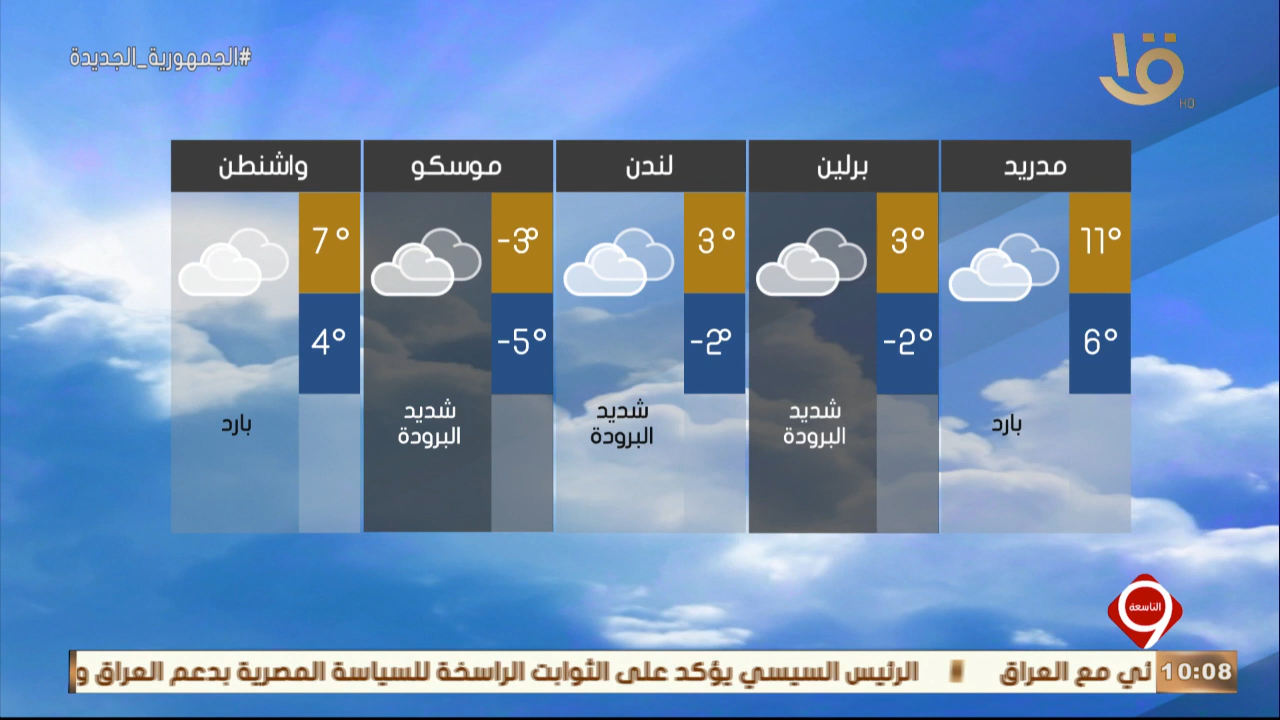 #الجمهورية_الجديدة
HD
مدريد
11°
6°
بارد
برلين
3°
-2°
شديد
البرودة
لندن
3°
-2°
شديد
البرودة
موسكو
-3°
-5°
شديد
البرودة
واشنطن
7°
4°
بارد
التاسعة
9
10:08
ئي مع العراق
الرئيس السيسي يؤكد على الثوابت الراسخة للسياسة المصرية بدعم العراق و